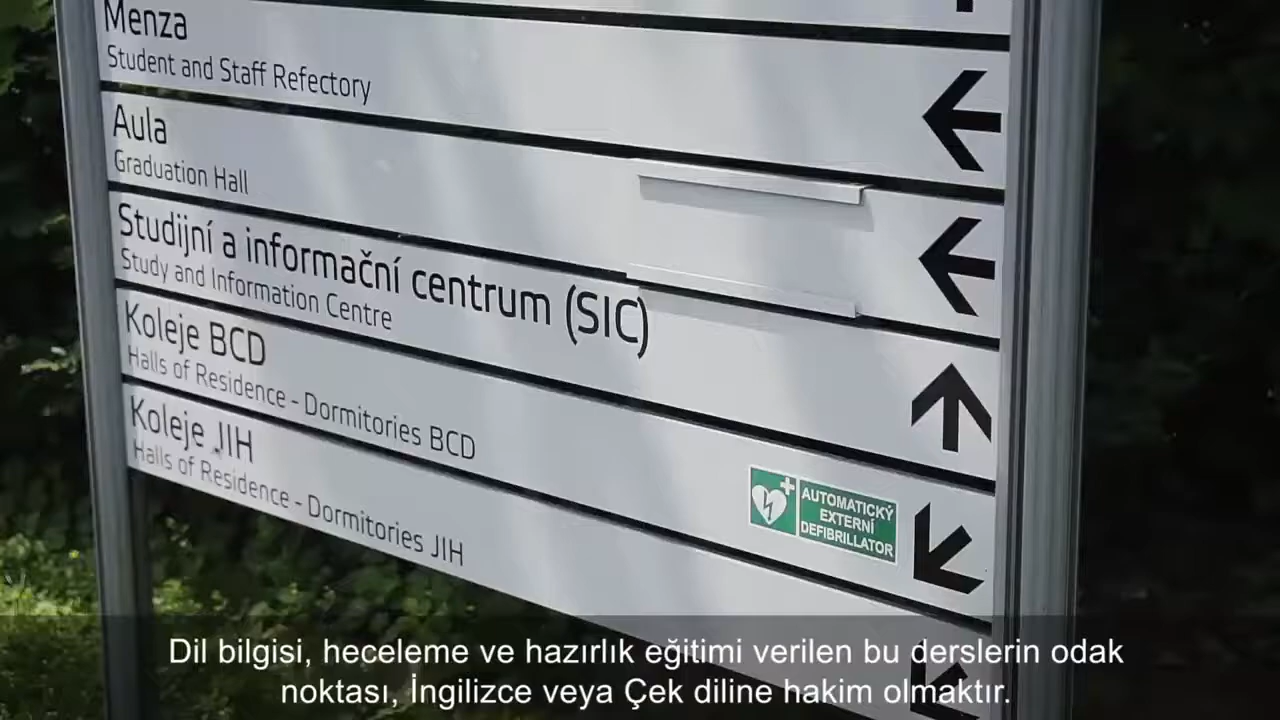 Menza
Student and Staff Refectory
Aula
Graduation Hall
Studijní a informační centrum (SIC)
Study and Information Centre
Koleje BCD
Halls of Residence - Dormitories BCD
AUTOMATICKÝ
EXTERNÍ
DEFIBRILLATOR
Koleje JIH
Halls of Residence - Dormitories JIH
Dil bilgisi, heceleme ve hazırlık eğitimi verilen bu derslerin odak
noktası, İngilizce veya Çek diline hakim olmaktır.